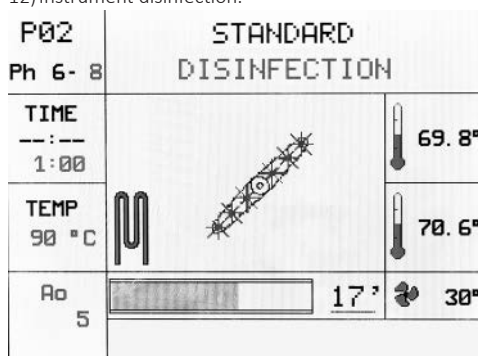 12) Instrument disinfection.
P02
STANDARD
Ph 6- 8
DISINFECTION
TIME
--:--
1:00
69.8°
TEMP
90 °C
70.6°
Ao
5
17'
30°